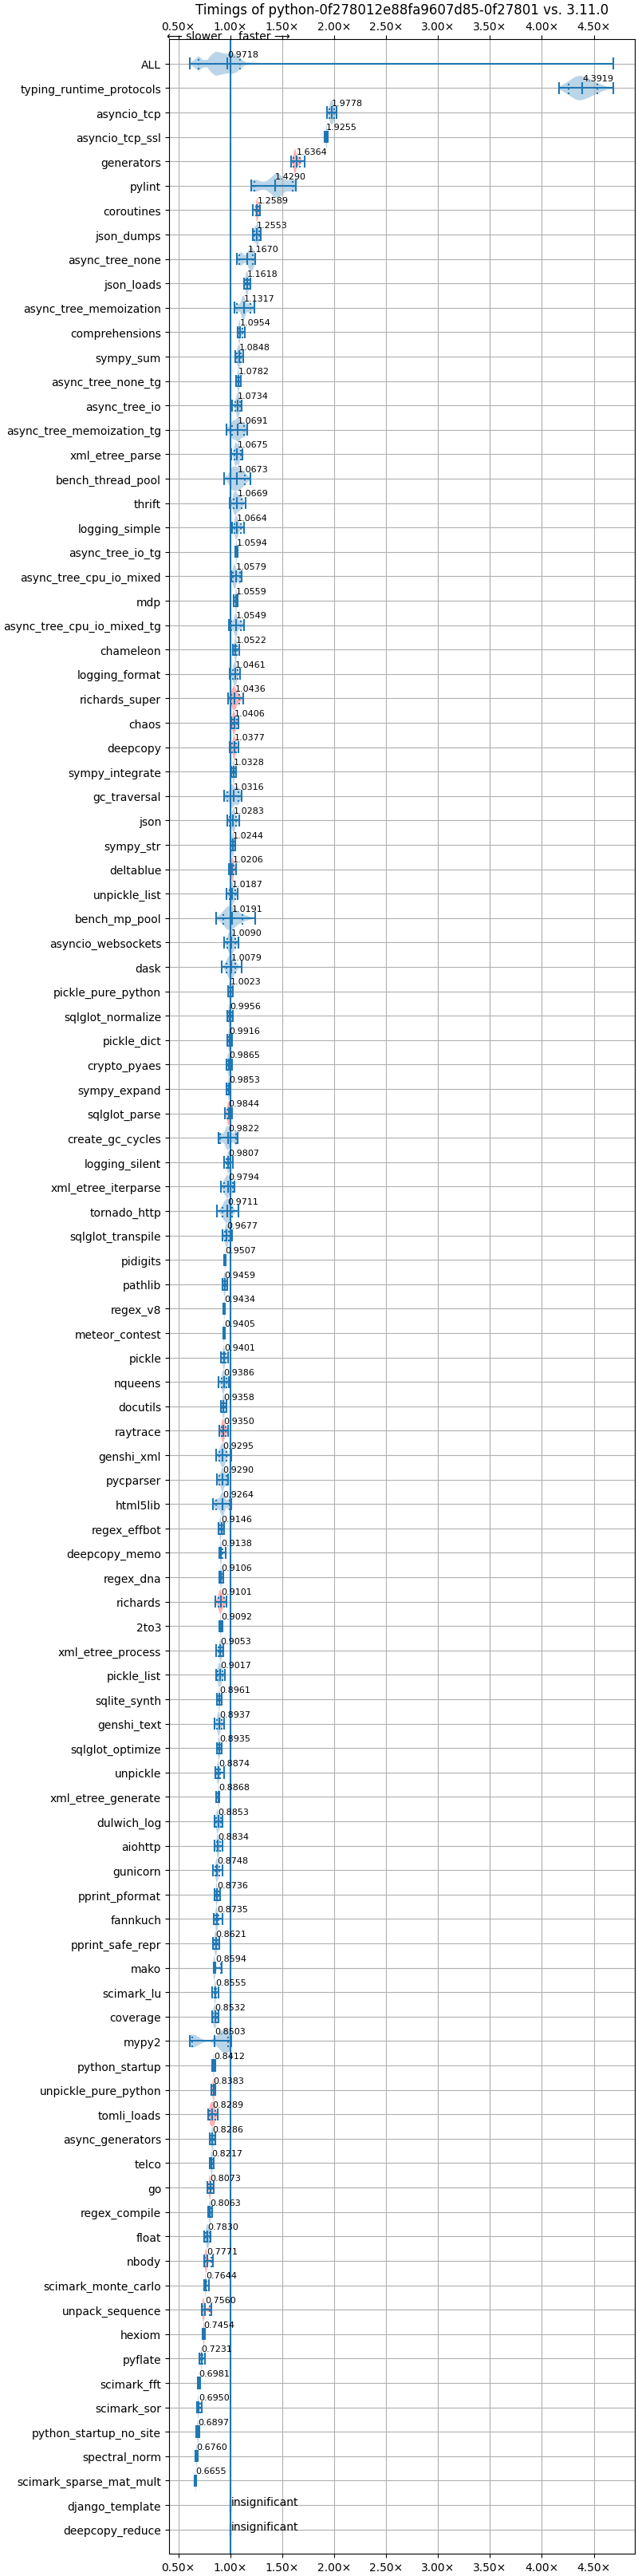 Timings of python-0f278012e88fa9607d85-0f27801 vs. 3.11.0
0.50× 1.00× 1.50× 2.00× 2.50× 3.00× 3.50× 4.00× 4.50×
←— slower faster —→
ALL 0.9718
typing_runtime_protocols 4.3919
asyncio_tcp 1.9778
asyncio_tcp_ssl 1.9255
generators 1.6364
pylint 1.4290
coroutines 1.2589
json_dumps 1.2553
async_tree_none 1.1670
json_loads 1.1618
async_tree_memoization 1.1317
comprehensions 1.0954
sympy_sum 1.0848
async_tree_none_tg 1.0782
async_tree_io 1.0734
async_tree_memoization_tg 1.0691
xml_etree_parse 1.0675
bench_thread_pool 1.0673
thrift 1.0669
logging_simple 1.0664
async_tree_io_tg 1.0594
async_tree_cpu_io_mixed 1.0579
mdp 1.0559
async_tree_cpu_io_mixed_tg 1.0549
chameleon 1.0522
logging_format 1.0461
richards_super 1.0436
chaos 1.0406
deepcopy 1.0377
sympy_integrate 1.0328
gc_traversal 1.0316
json 1.0283
sympy_str 1.0244
deltablue 1.0206
unpickle_list 1.0187
bench_mp_pool 1.0191
asyncio_websockets 1.0090
dask 1.0079
pickle_pure_python 1.0023
sqlglot_normalize 0.9956
pickle_dict 0.9916
crypto_pyaes 0.9865
sympy_expand 0.9853
sqlglot_parse 0.9844
create_gc_cycles 0.9822
logging_silent 0.9807
xml_etree_iterparse 0.9794
tornado_http 0.9711
sqlglot_transpile 0.9677
pidigits 0.9507
pathlib 0.9459
regex_v8 0.9434
meteor_contest 0.9405
pickle 0.9401
nqueens 0.9386
docutils 0.9358
raytrace 0.9350
genshi_xml 0.9295
pycparser 0.9290
html5lib 0.9264
regex_effbot 0.9146
deepcopy_memo 0.9138
regex_dna 0.9106
richards 0.9101
2to3 0.9092
xml_etree_process 0.9053
pickle_list 0.9017
sqlite_synth 0.8961
genshi_text 0.8937
sqlglot_optimize 0.8935
unpickle 0.8874
xml_etree_generate 0.8868
dulwich_log 0.8853
aiohttp 0.8834
gunicorn 0.8748
pprint_pformat 0.8736
fannkuch 0.8735
pprint_safe_repr 0.8621
mako 0.8594
scimark_lu 0.8555
coverage 0.8532
mypy2 0.8503
python_startup 0.8412
unpickle_pure_python 0.8383
tomli_loads 0.8289
async_generators 0.8286
telco 0.8217
go 0.8073
regex_compile 0.8063
float 0.7830
nbody 0.7771
scimark_monte_carlo 0.7644
unpack_sequence 0.7560
hexiom 0.7454
pyflate 0.7231
scimark_fft 0.6981
scimark_sor 0.6950
python_startup_no_site 0.6897
spectral_norm 0.6760
scimark_sparse_mat_mult 0.6655
django_template insignificant
deepcopy_reduce insignificant
0.50× 1.00× 1.50× 2.00× 2.50× 3.00× 3.50× 4.00× 4.50×